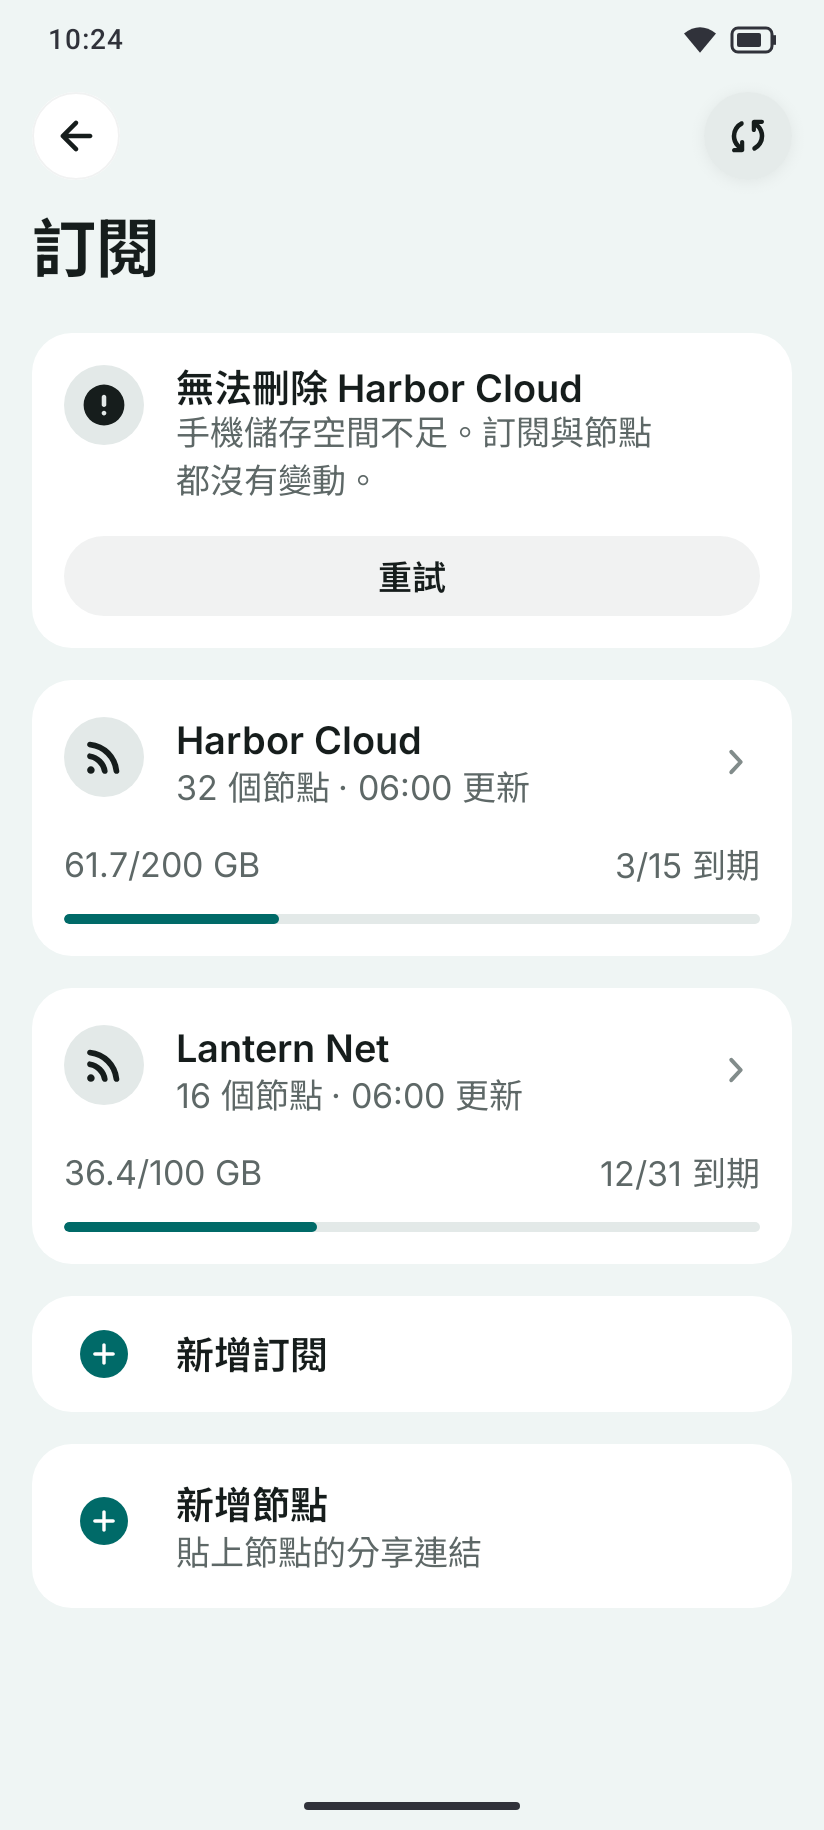 10:24
訂閱
無法刪除 Harbor Cloud
手機儲存空間不足。訂閱與節點
都沒有變動。
重試
Harbor Cloud
32 個節點 · 06:00 更新
61.7/200 GB
3/15 到期
Lantern Net
16 個節點 · 06:00 更新
36.4/100 GB
12/31 到期
新增訂閱
新增節點
貼上節點的分享連結